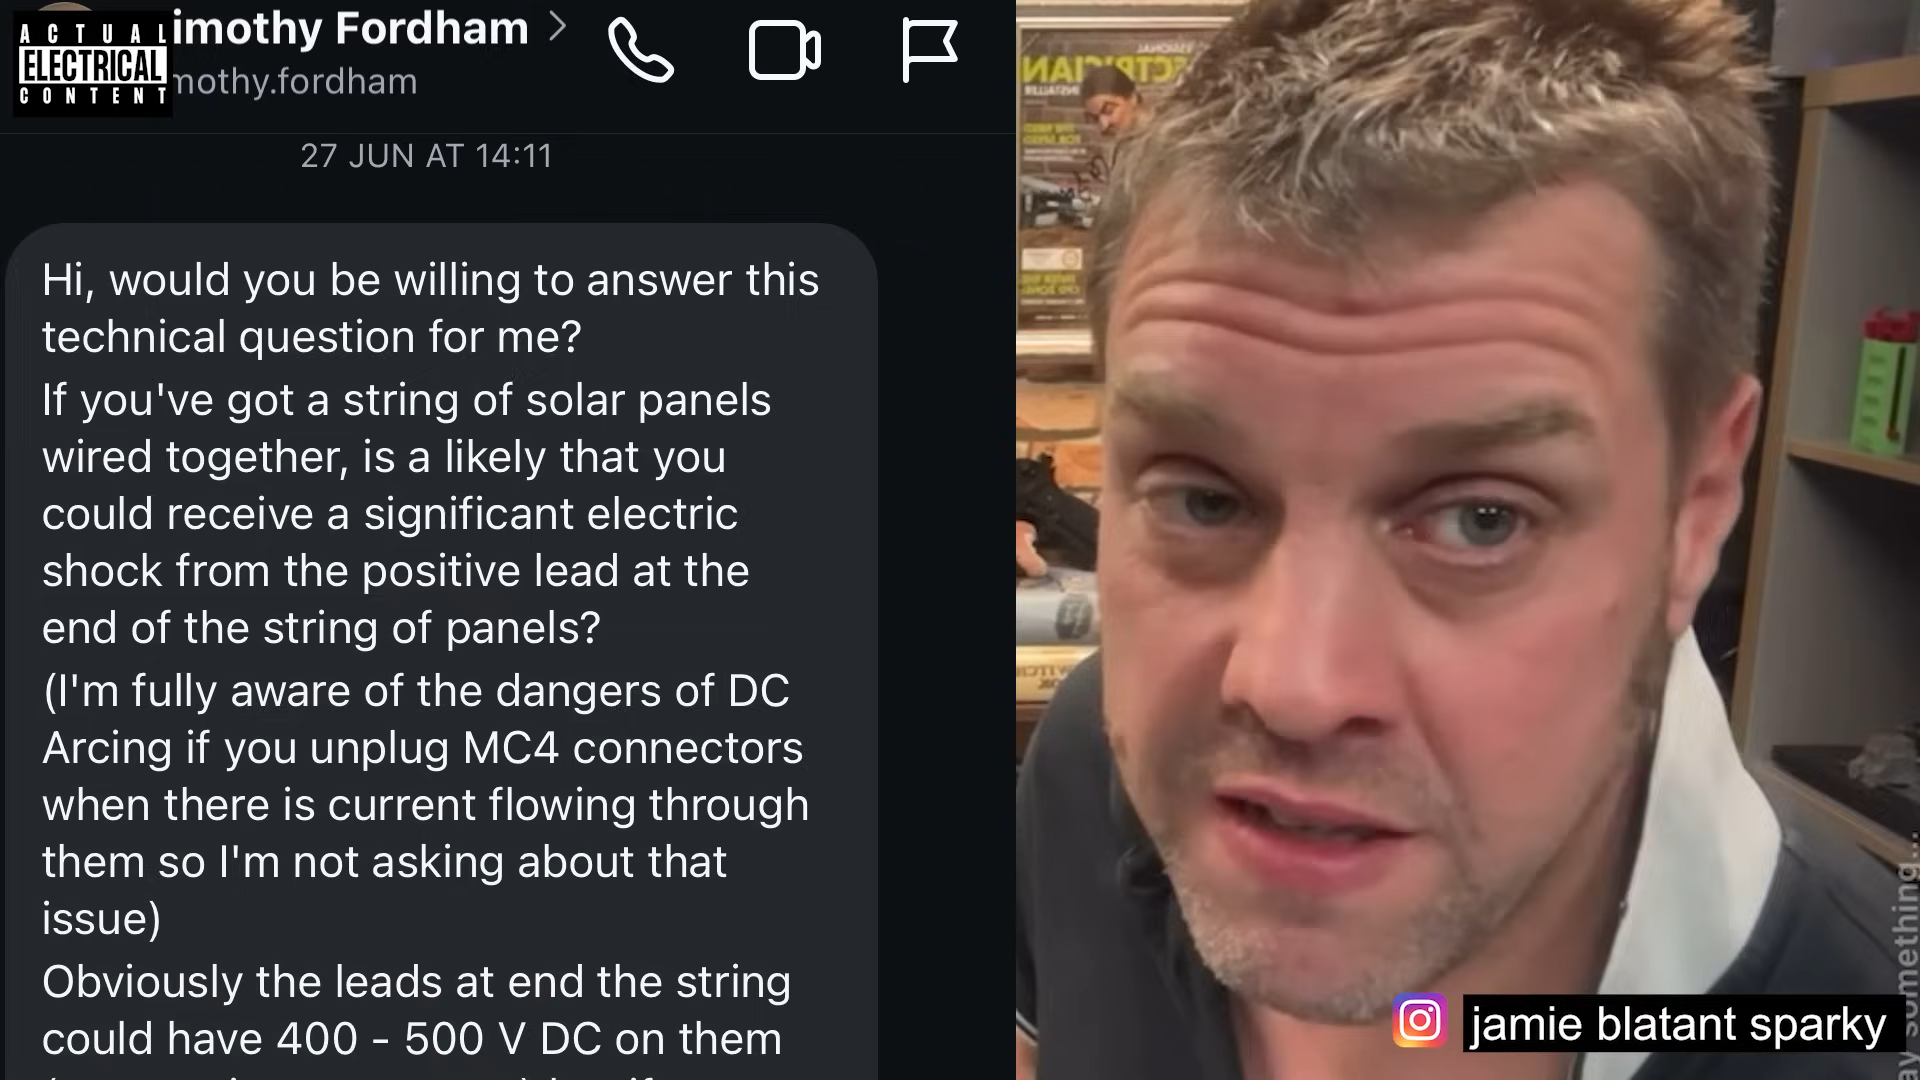 ACTUAL
ELECTRICAL
CONTENT
imothy Fordham
mothy.fordham
27 JUN AT 14:11
Hi, would you be willing to answer this
technical question for me?
If you've got a string of solar panels
wired together, is a likely that you
could receive a significant electric
shock from the positive lead at the
end of the string of panels?
(I'm fully aware of the dangers of DC
Arcing if you unplug MC4 connectors
when there is current flowing through
them so I'm not asking about that
issue)
Obviously the leads at end the string
could have 400 - 500 V DC on them
jamie blatant sparky
ay something...